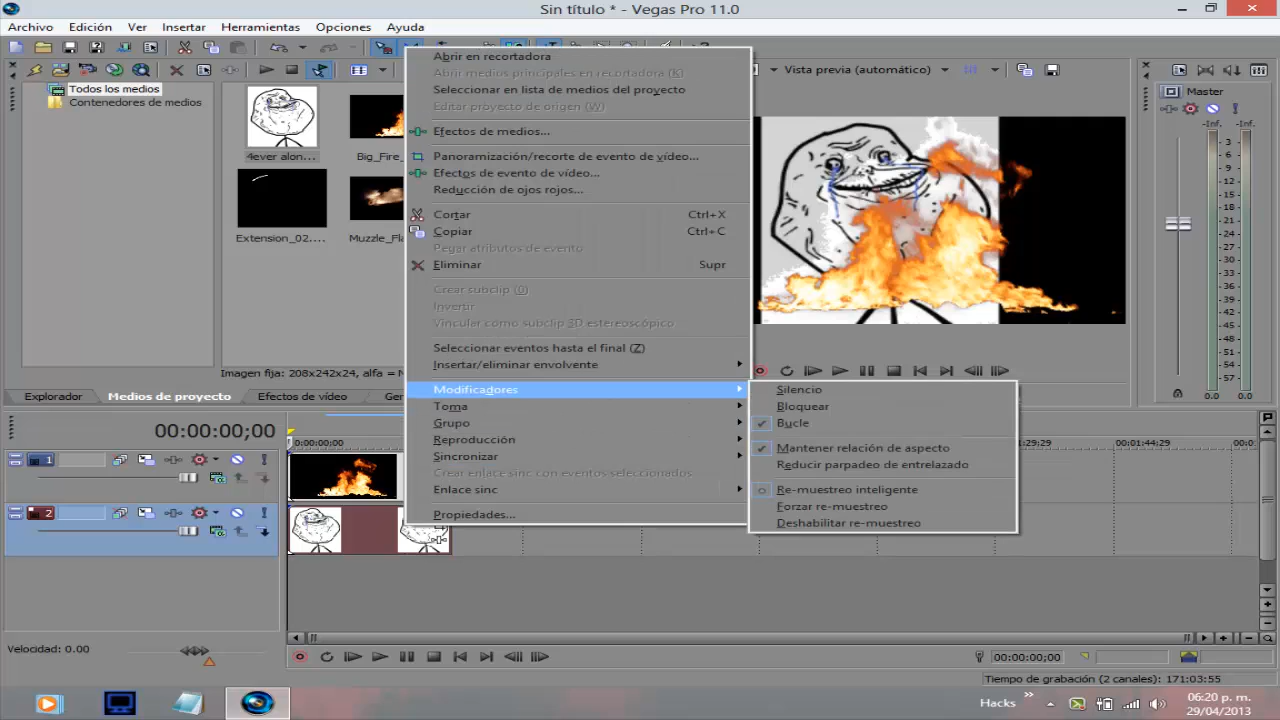 Sin título * - Vegas Pro 11.0
Archivo Edición Ver Insertar Herramientas Opciones Ayuda
Todos los medios
Contenedores de medios
4ever alon...
Big_Fire_
Extension_02....
Muzzle_Fla
Imagen fija: 208x242x24, alfa = N
Explorador Medios de proyecto Efectos de vídeo Ger
Abrir en recortadora
Abrir medios principales en recortadora (K)
Seleccionar en lista de medios del proyecto
Editar proyecto de origen (W)
Efectos de medios...
Panoramización/recorte de evento de vídeo...
Efectos de evento de vídeo...
Reducción de ojos rojos...
Cortar Ctrl+X
Copiar Ctrl+C
Pegar atributos de evento
Eliminar Supr
Crear subclip (0)
Invertir
Vincular como subclip 3D estereoscópico
Seleccionar eventos hasta el final (Z)
Insertar/eliminar envolvente
Modificadores
Toma
Grupo
Reproducción
Sincronizar
Crear enlace sinc con eventos seleccionados
Enlace sinc
Propiedades...
Silencio
Bloquear
Bucle
Mantener relación de aspecto
Reducir parpadeo de entrelazado
Re-muestreo inteligente
Forzar re-muestreo
Deshabilitar re-muestreo
Vista previa (automático)
Master
-Inf. -Inf.
3
6
9
12
15
18
21
24
27
30
33
36
39
42
45
48
51
54
57
0.0 0.0
00:00:00;00
0:00:00;00
1:29;29 00:01:44;29 00:0
1
2
Velocidad: 0.00
00:00:00;00
Tiempo de grabación (2 canales): 171:03:55
Hacks
06:20 p. m.
29/04/2013